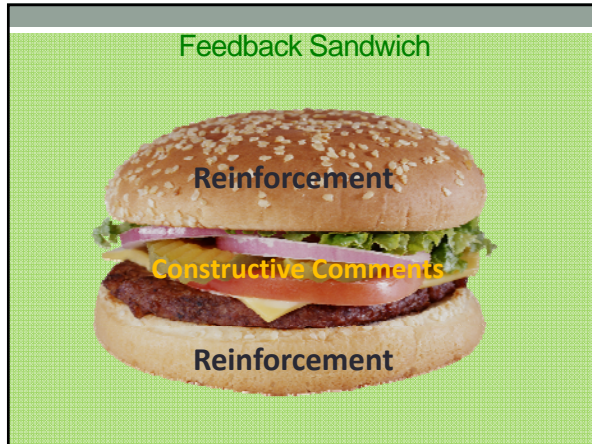 Feedback Sandwich
Reinforcement
Constructive Comments
Reinforcement